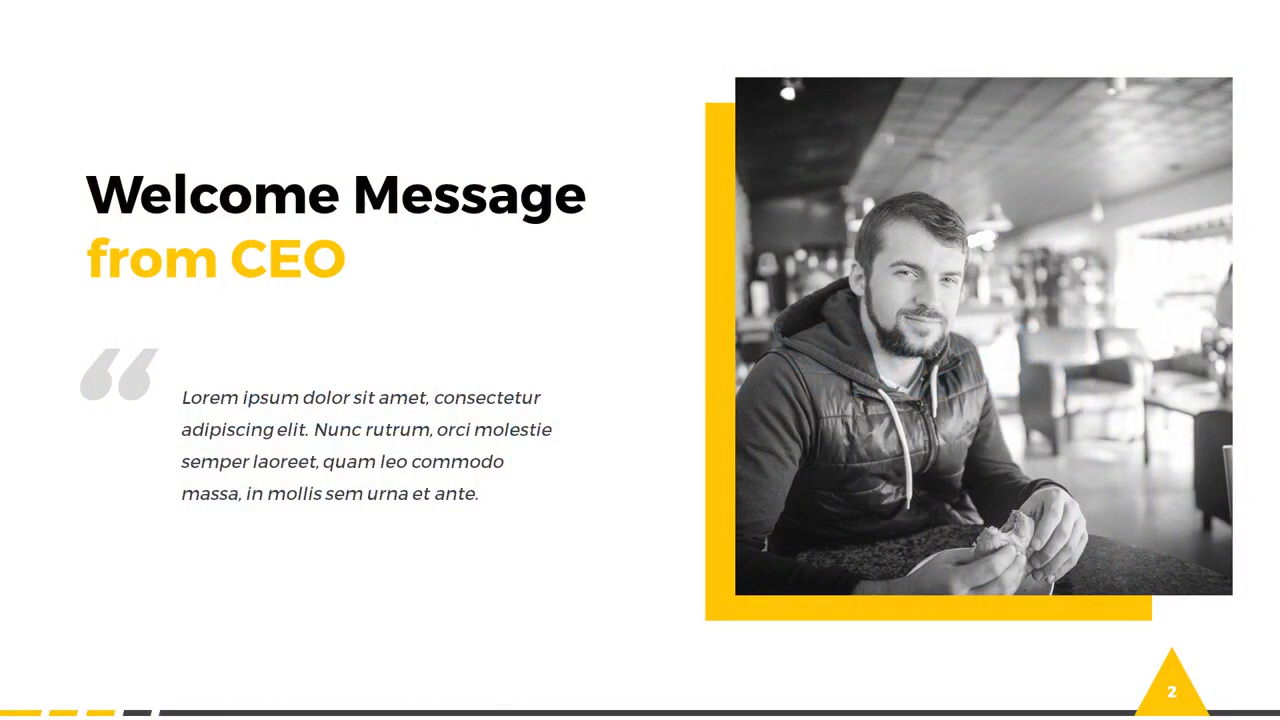 Welcome Message
from CEO
“
Lorem ipsum dolor sit amet, consectetur
adipiscing elit. Nunc rutrum, orci molestie
semper laoreet, quam leo commodo
massa, in mollis sem urna et ante.
2